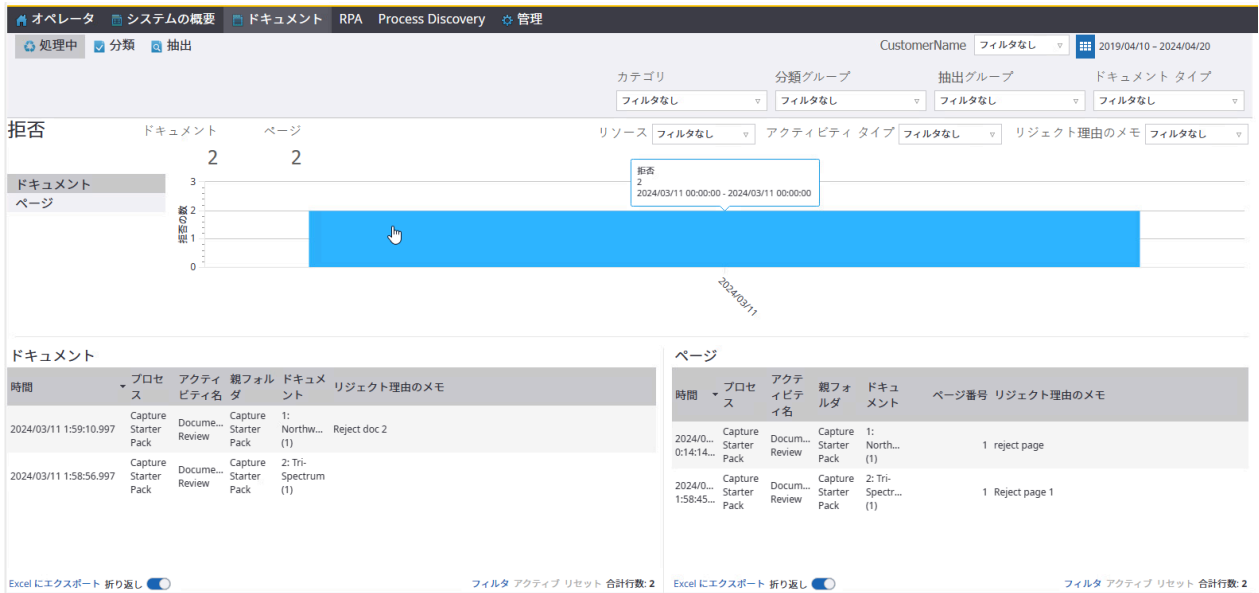 オペレータ システムの概要 ドキュメント RPA Process Discovery 管理
処理中 分類 抽出 CustomerName フィルタなし 2019/04/10 – 2024/04/20
カテゴリ 分類グループ 抽出グループ ドキュメント タイプ
フィルタなし フィルタなし フィルタなし フィルタなし
拒否 ドキュメント ページ リソース フィルタなし アクティビティ タイプ フィルタなし リジェクト理由のメモ フィルタなし
2 2
拒否
2
2024/03/11 00:00:00 - 2024/03/11 00:00:00
ドキュメント
ページ
拒否の数
3
2
1
0
2024/03/11
ドキュメント
時間 プロセス アクティビティ名 親フォルダ ドキュメント リジェクト理由のメモ
2024/03/11 1:59:10.997 Capture Starter Pack Docume... Review Capture Starter Pack 1: Northw... (1) Reject doc 2
2024/03/11 1:58:56.997 Capture Starter Pack Docume... Review Capture Starter Pack 2: Tri-Spectrum (1)
Excel にエクスポート 折り返し フィルタ アクティブ リセット 合計行数: 2
ページ
時間 プロセス アクティビティ名 親フォルダ ドキュメント ページ番号 リジェクト理由のメモ
2024/0... 0:14:14... Capture Starter Pack Docum... Review Capture Starter Pack 1: North... (1) 1 reject page
2024/0... 1:58:45... Capture Starter Pack Docum... Review Capture Starter Pack 2: Tri-Spectr... (1) 1 Reject page 1
Excel にエクスポート 折り返し フィルタ アクティブ リセット 合計行数: 2